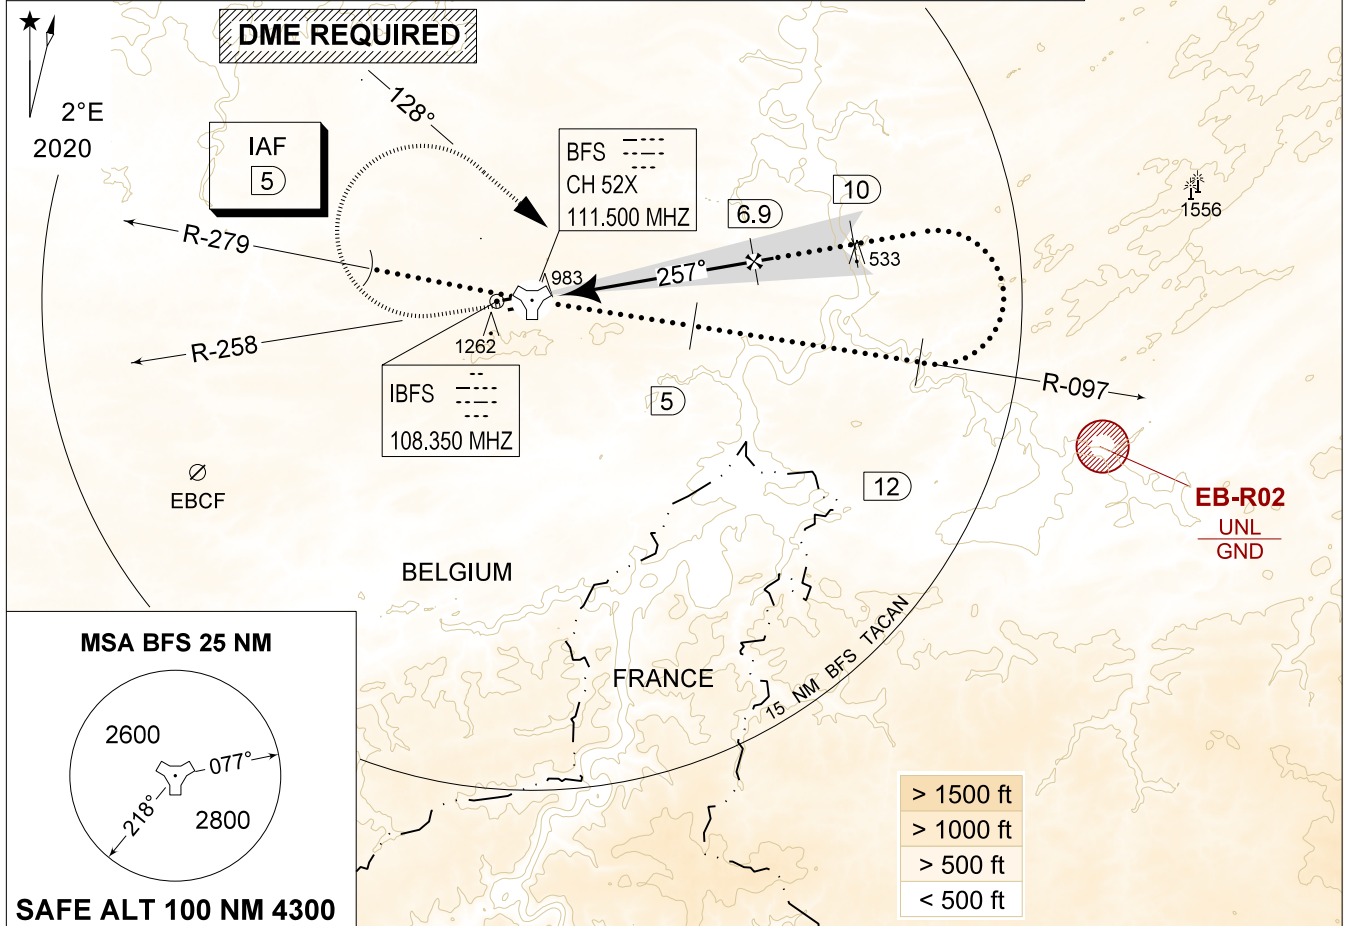 DME REQUIRED
2°E
2020
128°
IAF
5
BFS
CH 52X
111.500 MHZ
10
6.9
1556
R-279
257°
533
983
R-258
1262
IBFS
108.350 MHZ
5
R-097
EBCF
12
EB-R02
UNL
GND
BELGIUM
FRANCE
15 NM BFS TACAN
MSA BFS 25 NM
2600
077°
218°
2800
SAFE ALT 100 NM 4300
> 1500 ft
> 1000 ft
> 500 ft
< 500 ft